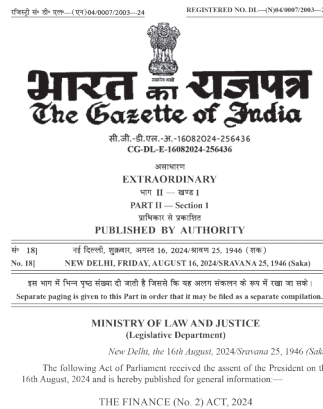 रजिस्ट्री सं० डी० एल०—(एन)04/0007/2003—24
REGISTERED NO. DL—(N)04/0007/2003—
भारत का राजपत्र
The Gazette of India
सी.जी.-डी.एल.-अ.-16082024-256436
CG-DL-E-16082024-256436
असाधारण
EXTRAORDINARY
भाग II — खण्ड 1
PART II — Section 1
प्राधिकार से प्रकाशित
PUBLISHED BY AUTHORITY
सं० 18] नई दिल्ली, शुक्रवार, अगस्त 16, 2024/श्रावण 25, 1946 (शक)
No. 18] NEW DELHI, FRIDAY, AUGUST 16, 2024/SRAVANA 25, 1946 (Saka)
इस भाग में भिन्न पृष्ठ संख्या दी जाती है जिससे कि यह अलग संकलन के रूप में रखा जा सके।
Separate paging is given to this Part in order that it may be filed as a separate compilation.
MINISTRY OF LAW AND JUSTICE
(Legislative Department)
New Delhi, the 16th August, 2024/Sravana 25, 1946 (Saka
The following Act of Parliament received the assent of the President on th
16th August, 2024 and is hereby published for general information:—
THE FINANCE (No. 2) ACT, 2024